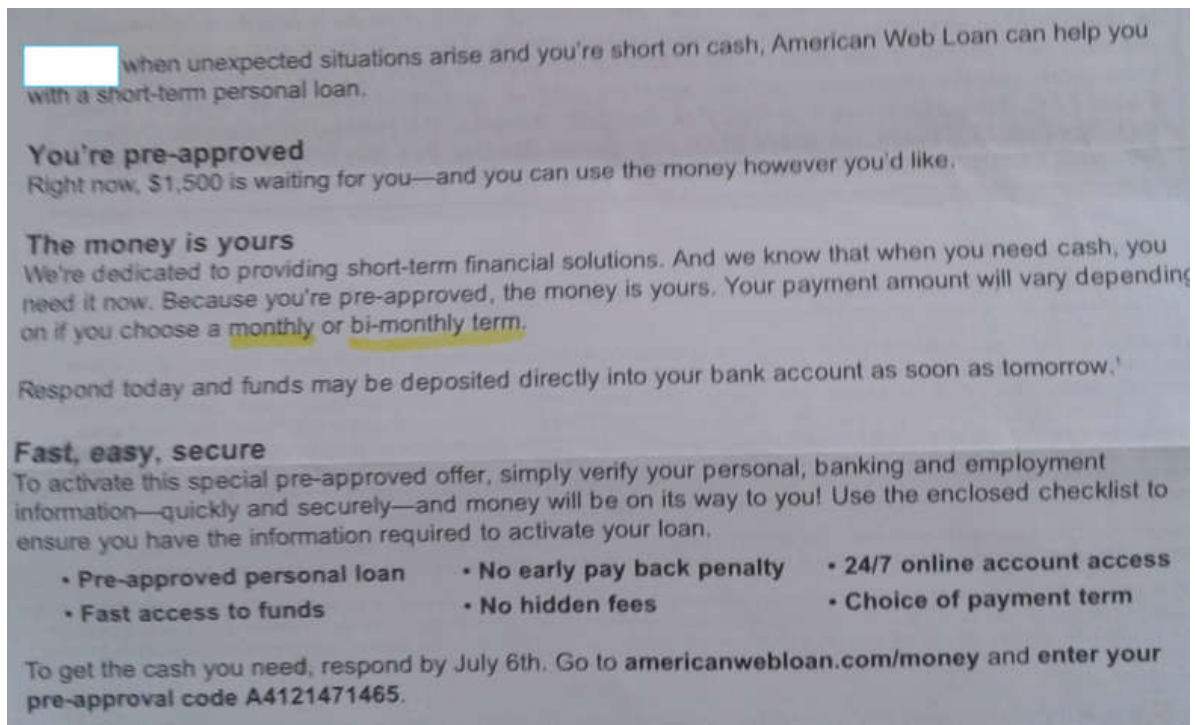 when unexpected situations arise and you're short on cash, American Web Loan can help you
with a short-term personal loan.
You're pre-approved
Right now, $1,500 is waiting for you—and you can use the money however you'd like.
The money is yours
We're dedicated to providing short-term financial solutions. And we know that when you need cash, you
need it now. Because you're pre-approved, the money is yours. Your payment amount will vary depending
on if you choose a monthly or bi-monthly term.
Respond today and funds may be deposited directly into your bank account as soon as tomorrow.¹
Fast, easy, secure
To activate this special pre-approved offer, simply verify your personal, banking and employment
information—quickly and securely—and money will be on its way to you! Use the enclosed checklist to
ensure you have the information required to activate your loan.
• Pre-approved personal loan • No early pay back penalty • 24/7 online account access
• Fast access to funds • No hidden fees • Choice of payment term
To get the cash you need, respond by July 6th. Go to americanwebloan.com/money and enter your
pre-approval code A4121471465.